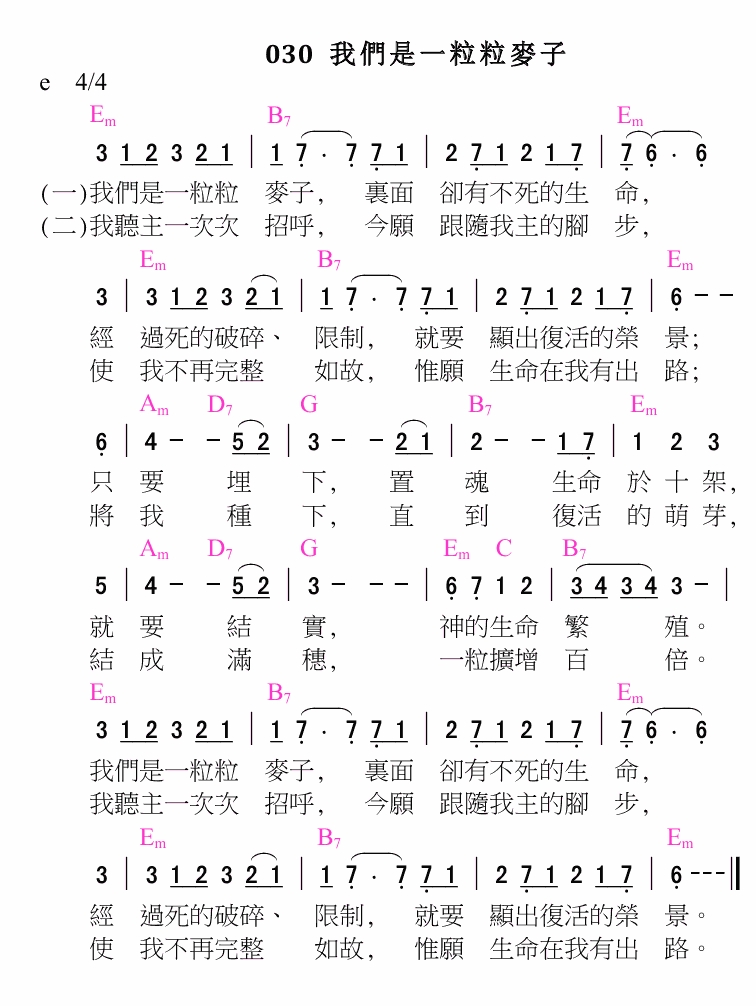 030 我們是一粒粒麥子
e 4/4
Em B7 Em
3 1 2 3 2 1 | 1 7 · 7 7 1 | 2 7 1 2 1 7 | 7 6 · 6
(一)我們是一粒粒 麥子, 裏面 卻有不死的生 命,
(二)我聽主一次次 招呼, 今願 跟隨我主的腳 步,
Em B7 Em
3 | 3 1 2 3 2 1 | 1 7 · 7 7 1 | 2 7 1 2 1 7 | 6 - -
經 過死的破碎、 限制, 就要 顯出復活的榮 景;
使 我不再完整 如故, 惟願 生命在我有出 路;
Am D7 G B7 Em
6 | 4 - - 5 2 | 3 - - 2 1 | 2 - - 1 7 | 1 2 3
只 要 埋 下, 置 魂 生命 於 十 架,
將 我 種 下, 直 到 復活 的 萌 芽,
Am D7 G Em C B7
5 | 4 - - 5 2 | 3 - - - | 6 7 1 2 | 3 4 3 4 3 - |
就 要 結 實, 神的生命 繁 殖。
結 成 滿 穗, 一粒擴增 百 倍。
Em B7 Em
3 1 2 3 2 1 | 1 7 · 7 7 1 | 2 7 1 2 1 7 | 7 6 · 6
我們是一粒粒 麥子, 裏面 卻有不死的生 命,
我聽主一次次 招呼, 今願 跟隨我主的腳 步,
Em B7 Em
3 | 3 1 2 3 2 1 | 1 7 · 7 7 1 | 2 7 1 2 1 7 | 6 - - - ‖
經 過死的破碎、 限制, 就要 顯出復活的榮 景。
使 我不再完整 如故, 惟願 生命在我有出 路。